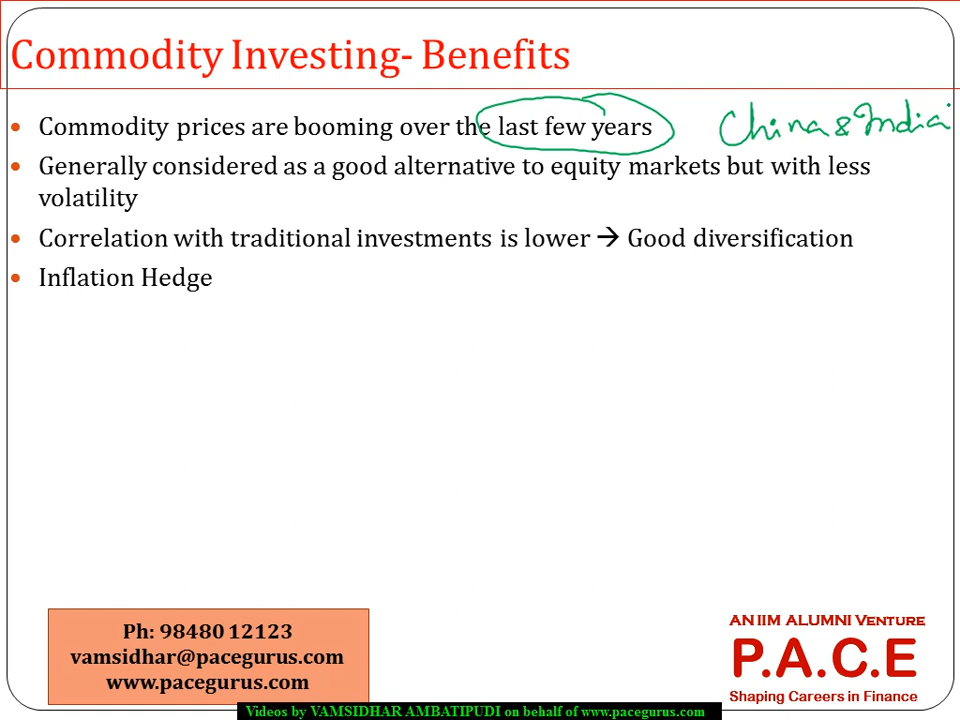 Commodity Investing- Benefits
• Commodity prices are booming over the last few years
China & India
• Generally considered as a good alternative to equity markets but with less
volatility
• Correlation with traditional investments is lower → Good diversification
• Inflation Hedge
Ph: 98480 12123
vamsidhar@pacegurus.com
www.pacegurus.com
AN IIM ALUMNI VENTURE
P.A.C.E
Shaping Careers in Finance
Videos by VAMSIDHAR AMBATIPUDI on behalf of www.pacegurus.com